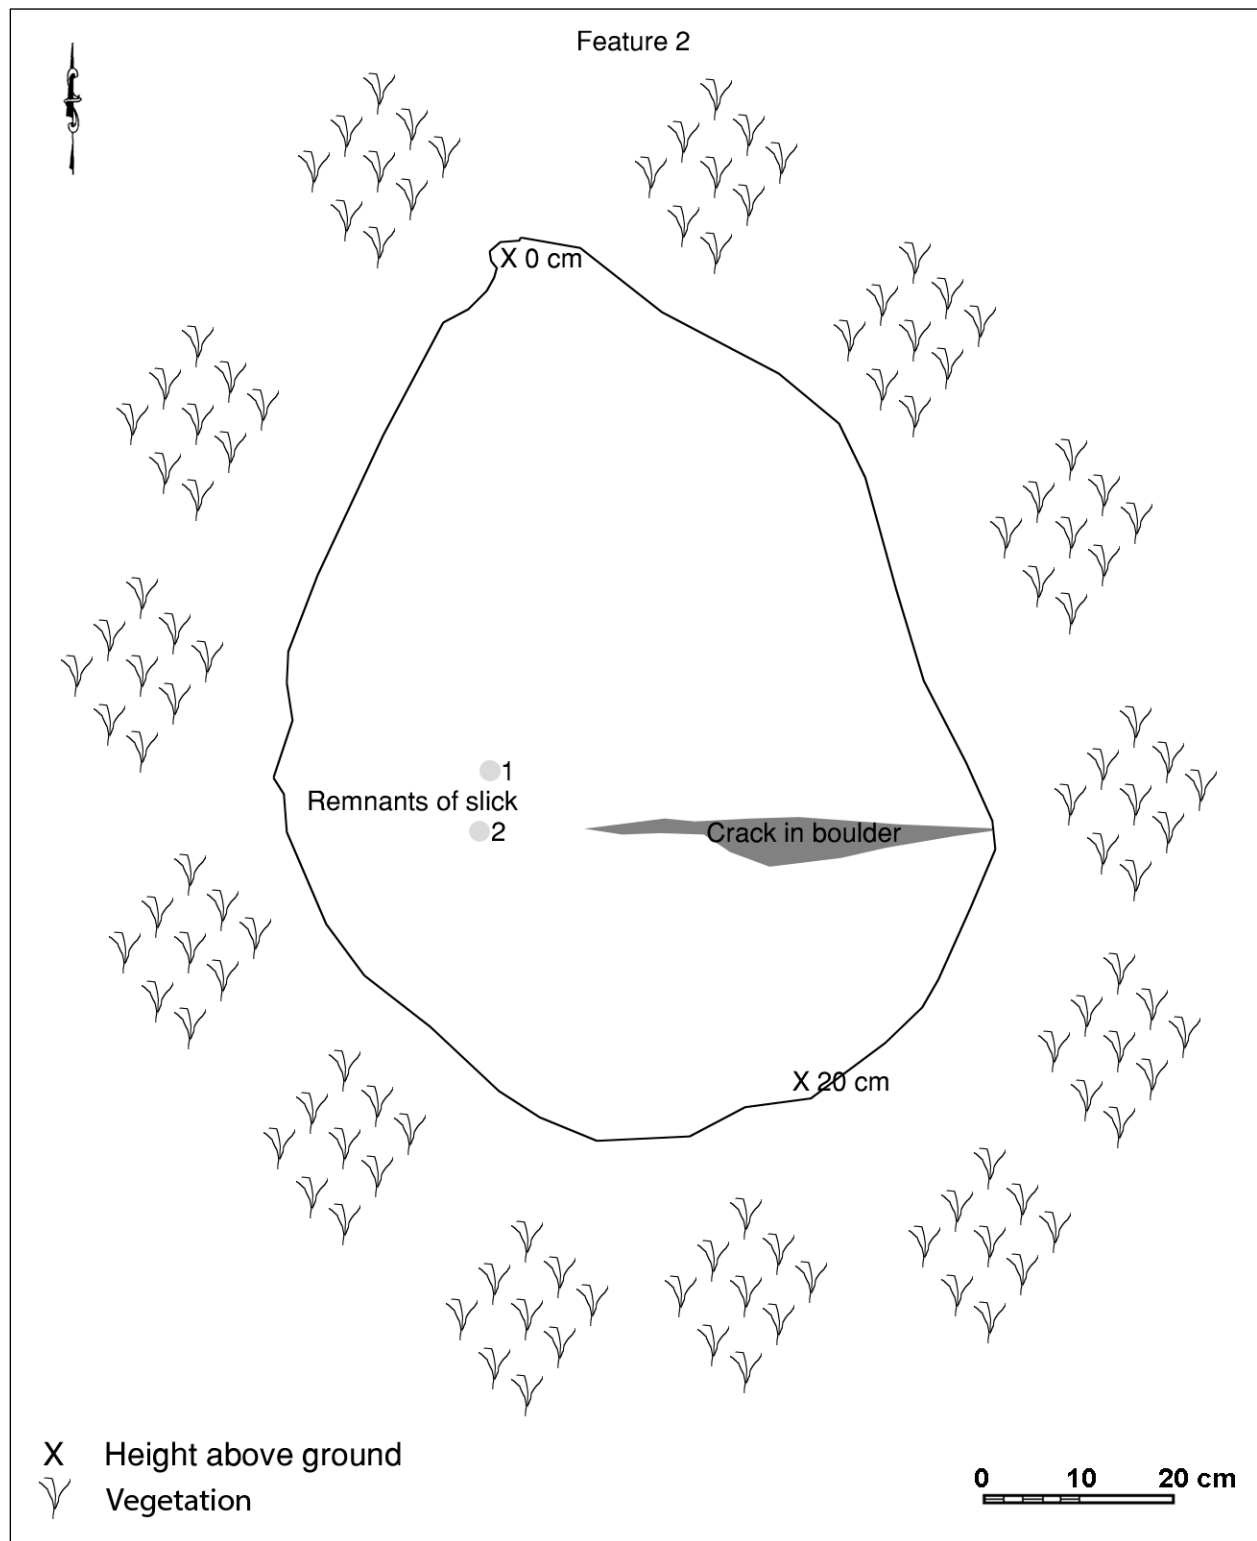 Feature 2
X 0 cm
1
Remnants of slick
2
Crack in boulder
X 20 cm
X Height above ground
Vegetation
0 10 20 cm